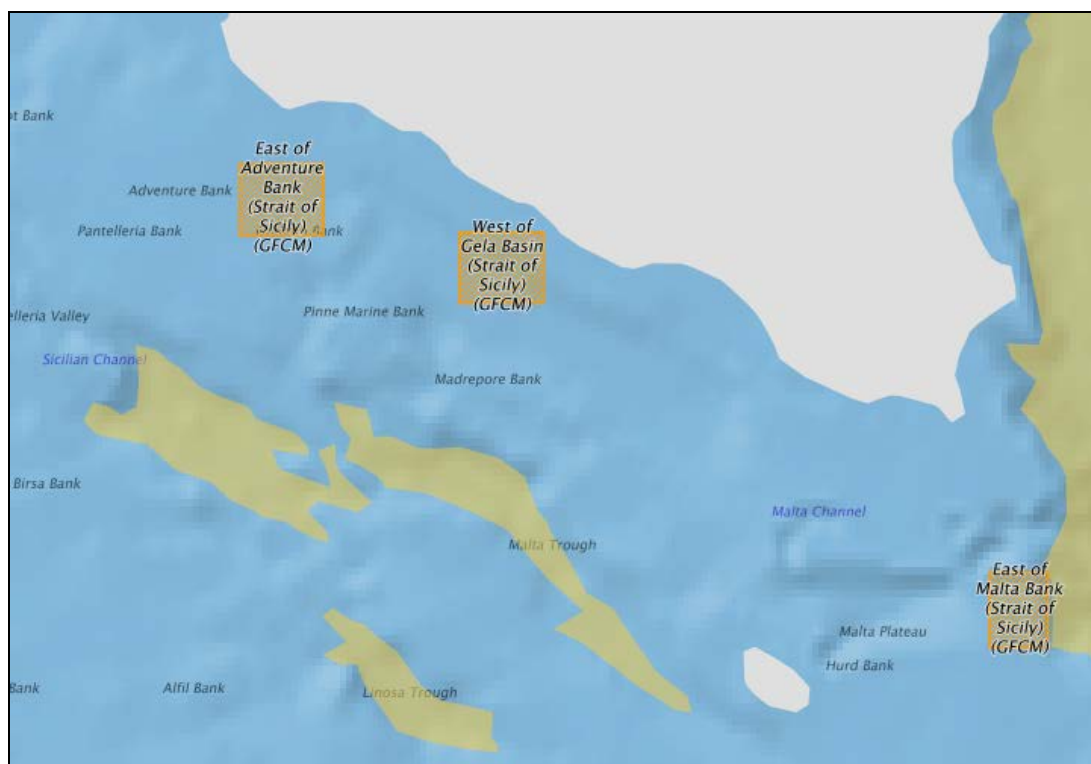 t Bank
East of
Adventure
Bank
(Strait of
Sicily)
(GFCM)
Adventure Bank
Pantelleria Bank
Bank
West of
Gela Basin
(Strait of
Sicily)
(GFCM)
Pinne Marine Bank
elleria Valley
Sicilian Channel
Madrepore Bank
Birsa Bank
Malta Channel
Malta Trough
East of
Malta Bank
(Strait of
Sicily)
(GFCM)
Malta Plateau
Hurd Bank
Bank
Alfil Bank
Linosa Trough